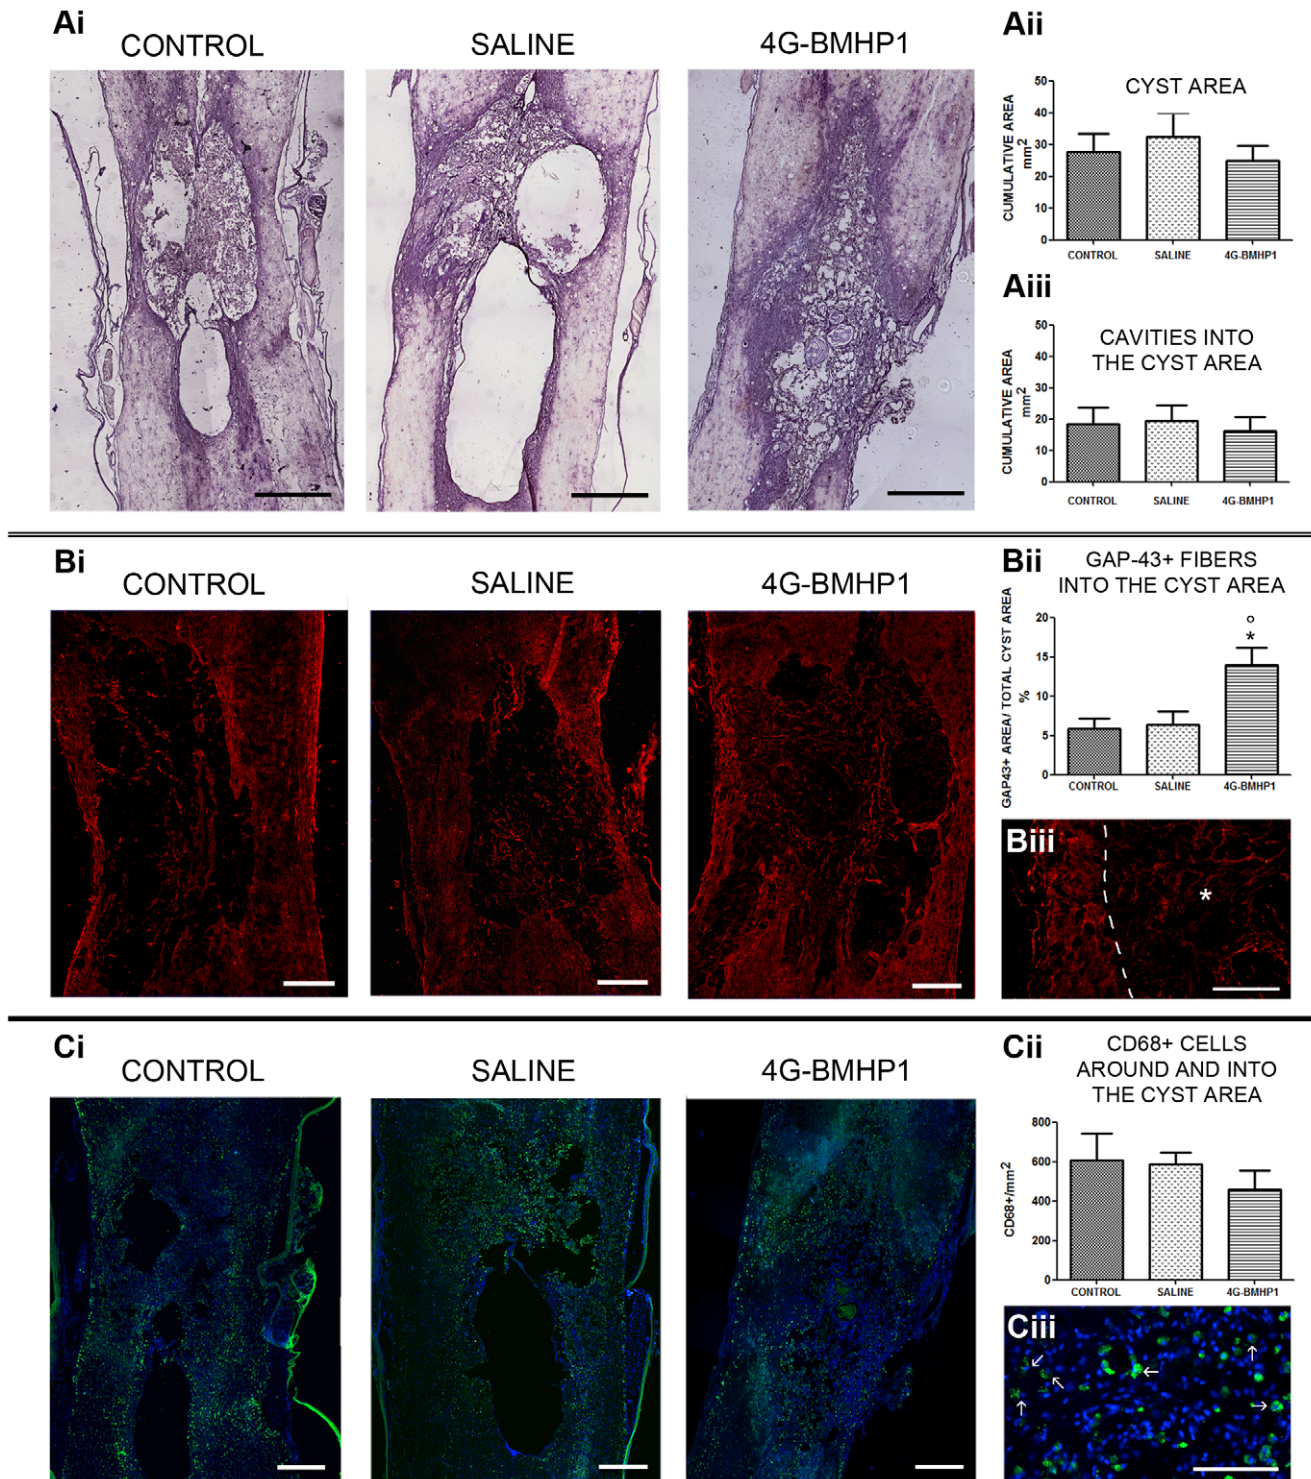 Ai
CONTROL
SALINE
4G-BMHP1
Aii
CYST AREA
CUMULATIVE AREA
mm2
50
40
30
20
10
0
CONTROL
SALINE
4G-BMHP1
Aiii
CAVITIES INTO
THE CYST AREA
CUMULATIVE AREA
mm2
50
40
30
20
10
0
CONTROL
SALINE
4G-BMHP1
Bi
CONTROL
SALINE
4G-BMHP1
Bii
GAP-43+ FIBERS
INTO THE CYST AREA
GAP43+ AREA/ TOTAL CYST AREA
%
20
15
10
5
0
°
*
CONTROL
SALINE
4G-BMHP1
Biii
*
Ci
CONTROL
SALINE
4G-BMHP1
Cii
CD68+ CELLS
AROUND AND INTO
THE CYST AREA
CD68+/mm2
800
600
400
200
0
CONTROL
SALINE
4G-BMHP1
Ciii